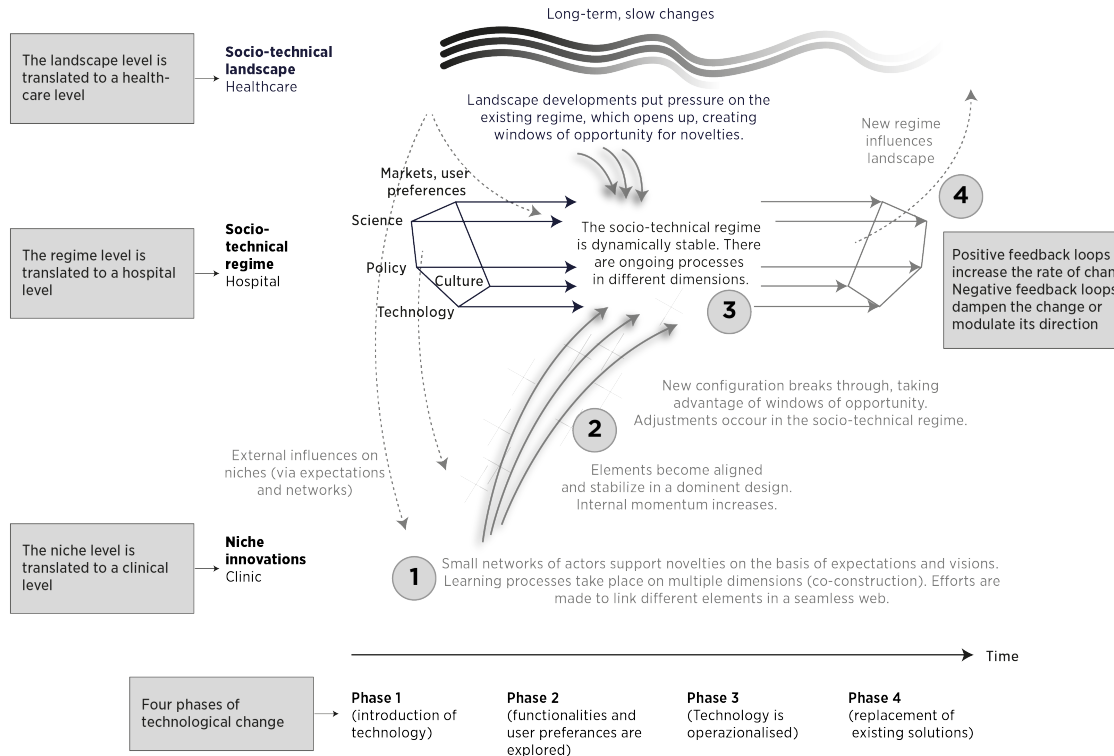 Long-term, slow changes
The landscape level is
translated to a health-
care level
Socio-technical
landscape
Healthcare
Landscape developments put pressure on the
existing regime, which opens up, creating
windows of opportunity for novelties.
New regime
influences
landscape
4
Markets, user
preferences
Science
Policy
Culture
Technology
The regime level is
translated to a hospital
level
Socio-
technical
regime
Hospital
The socio-technical regime
is dynamically stable. There
are ongoing processes
in different dimensions.
3
Positive feedback loops
increase the rate of chan
Negative feedback loops
dampen the change or
modulate its direction
New configuration breaks through, taking
advantage of windows of opportunity.
Adjustments occur in the socio-technical regime.
2
Elements become aligned
and stabilize in a dominent design.
Internal momentum increases.
External influences on
niches (via expectations
and networks)
The niche level is
translated to a clinical
level
Niche
innovations
Clinic
1
Small networks of actors support novelties on the basis of expectations and visions.
Learning processes take place on multiple dimensions (co-construction). Efforts are
made to link different elements in a seamless web.
Time
Four phases of
technological change
Phase 1
(introduction of
technology)
Phase 2
(functionalities and
user preferances are
explored)
Phase 3
(Technology is
operazionalised)
Phase 4
(replacement of
existing solutions)